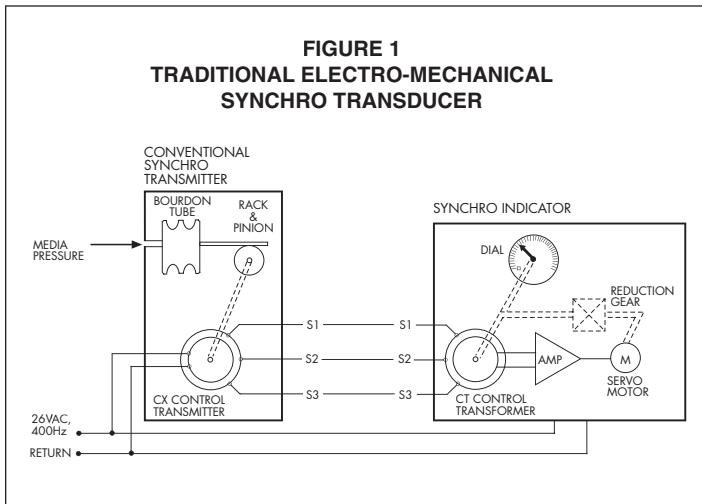 FIGURE 1
TRADITIONAL ELECTRO-MECHANICAL
SYNCHRO TRANSDUCER
CONVENTIONAL
SYNCHRO
TRANSMITTER
BOURDON
TUBE
RACK
&
PINION
MEDIA
PRESSURE
SYNCHRO INDICATOR
DIAL
REDUCTION
GEAR
S1
S1
S2
S2
S3
S3
AMP
M
SERVO
MOTOR
CX CONTROL
TRANSMITTER
CT CONTROL
TRANSFORMER
26VAC,
400Hz
RETURN